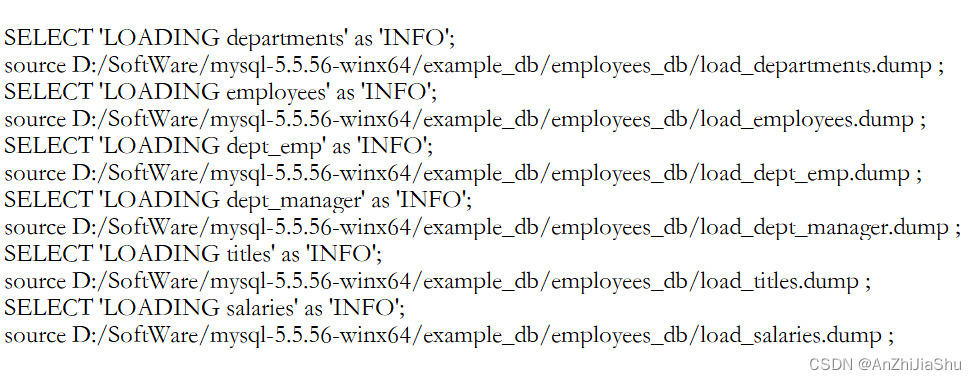 SELECT 'LOADING departments' as 'INFO';
source D:/SoftWare/mysql-5.5.56-winx64/example_db/employees_db/load_departments.dump ;
SELECT 'LOADING employees' as 'INFO';
source D:/SoftWare/mysql-5.5.56-winx64/example_db/employees_db/load_employees.dump ;
SELECT 'LOADING dept_emp' as 'INFO';
source D:/SoftWare/mysql-5.5.56-winx64/example_db/employees_db/load_dept_emp.dump ;
SELECT 'LOADING dept_manager' as 'INFO';
source D:/SoftWare/mysql-5.5.56-winx64/example_db/employees_db/load_dept_manager.dump ;
SELECT 'LOADING titles' as 'INFO';
source D:/SoftWare/mysql-5.5.56-winx64/example_db/employees_db/load_titles.dump ;
SELECT 'LOADING salaries' as 'INFO';
source D:/SoftWare/mysql-5.5.56-winx64/example_db/employees_db/load_salaries.dump ;
CSDN @AnZhiJiaShu